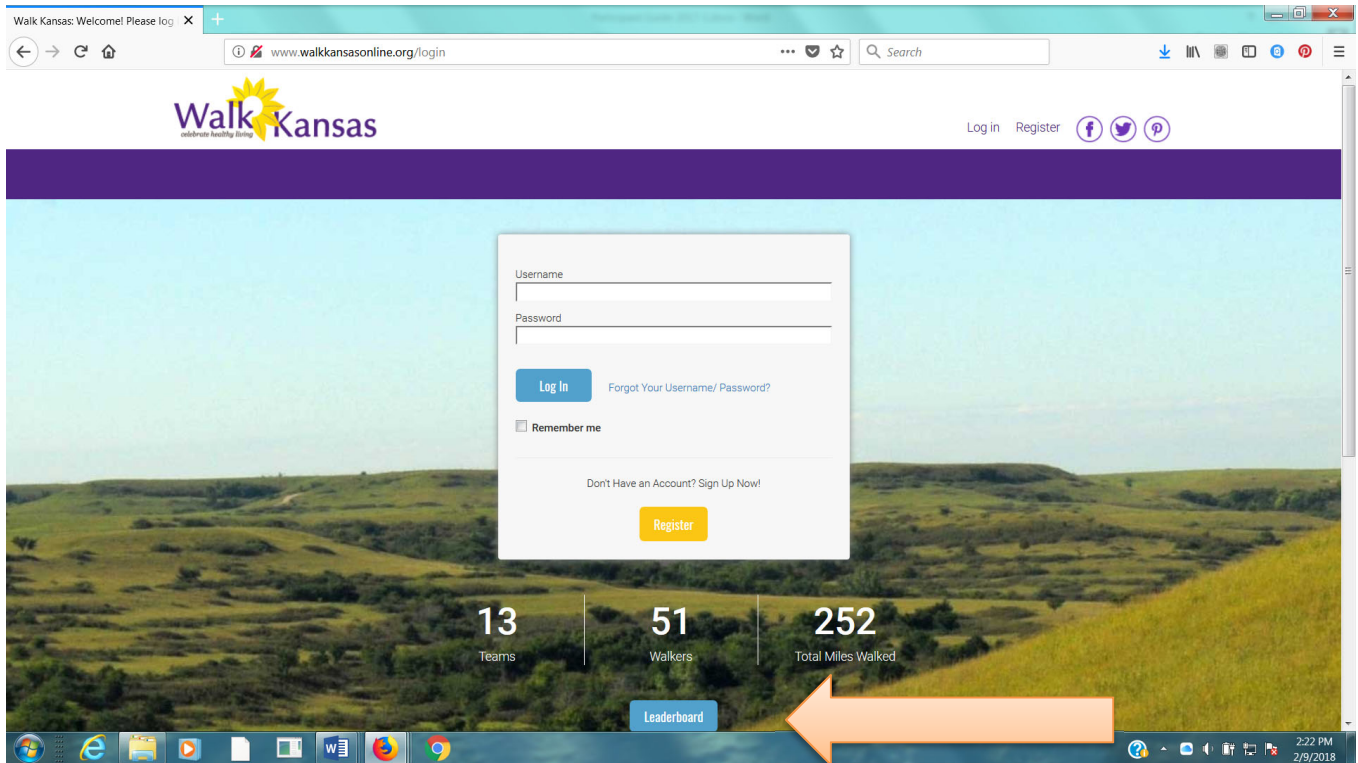 Walk Kansas: Welcome! Please log
www.walkkansasonline.org/login
Search
Walk Kansas
celebrate healthy living
Log in Register
Username
Password
Log In Forgot Your Username/ Password?
Remember me
Don't Have an Account? Sign Up Now!
Register
13 51 252
Teams Walkers Total Miles Walked
Leaderboard
2:22 PM
2/9/2018